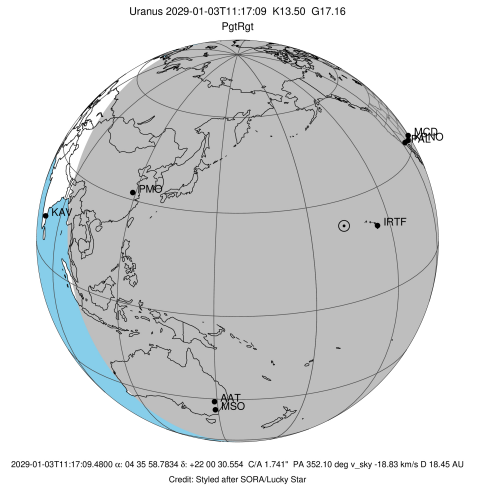 Uranus 2029-01-03T11:17:09 K13.50 G17.16
PgtRgt
MCD
PAL
PMO
KAV
IRTF
AAT
MSO
2029-01-03T11:17:09.4800 α: 04 35 58.7834 δ: +22 00 30.554 C/A 1.741" PA 352.10 deg v_sky -18.83 km/s D 18.45 AU
Credit: Styled after SORA/Lucky Star